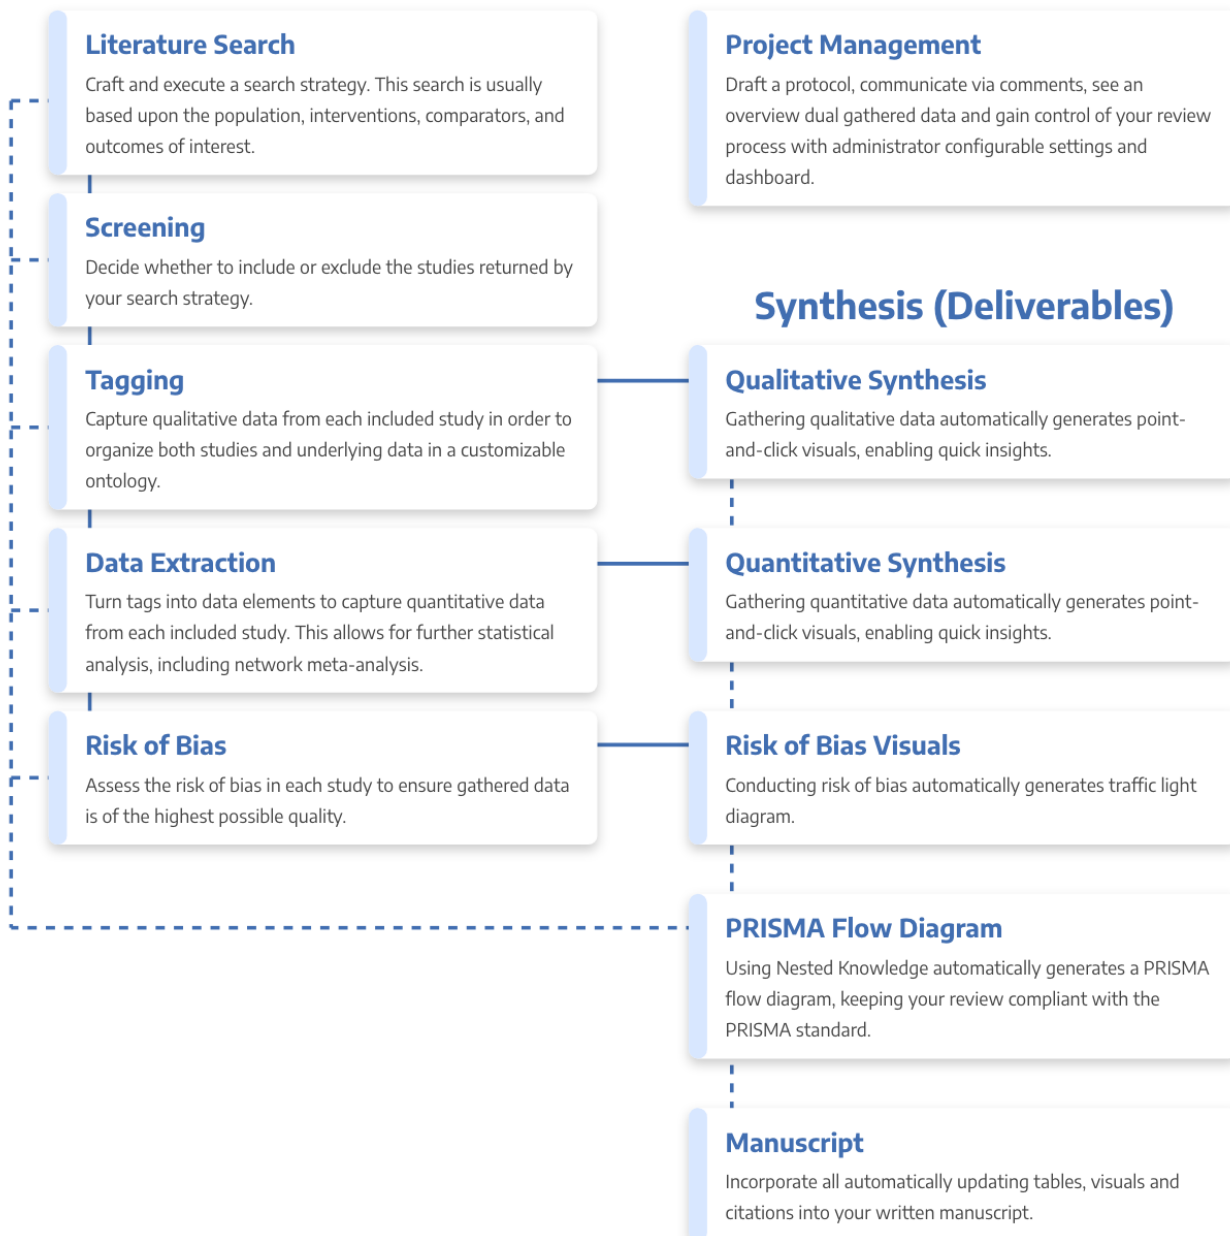 Literature Search
Craft and execute a search strategy. This search is usually
based upon the population, interventions, comparators, and
outcomes of interest.
Screening
Decide whether to include or exclude the studies returned by
your search strategy.
Tagging
Capture qualitative data from each included study in order to
organize both studies and underlying data in a customizable
ontology.
Data Extraction
Turn tags into data elements to capture quantitative data
from each included study. This allows for further statistical
analysis, including network meta-analysis.
Risk of Bias
Assess the risk of bias in each study to ensure gathered data
is of the highest possible quality.
Project Management
Draft a protocol, communicate via comments, see an
overview dual gathered data and gain control of your review
process with administrator configurable settings and
dashboard.
Synthesis (Deliverables)
Qualitative Synthesis
Gathering qualitative data automatically generates point-
and-click visuals, enabling quick insights.
Quantitative Synthesis
Gathering quantitative data automatically generates point-
and-click visuals, enabling quick insights.
Risk of Bias Visuals
Conducting risk of bias automatically generates traffic light
diagram.
PRISMA Flow Diagram
Using Nested Knowledge automatically generates a PRISMA
flow diagram, keeping your review compliant with the
PRISMA standard.
Manuscript
Incorporate all automatically updating tables, visuals and
citations into your written manuscript.